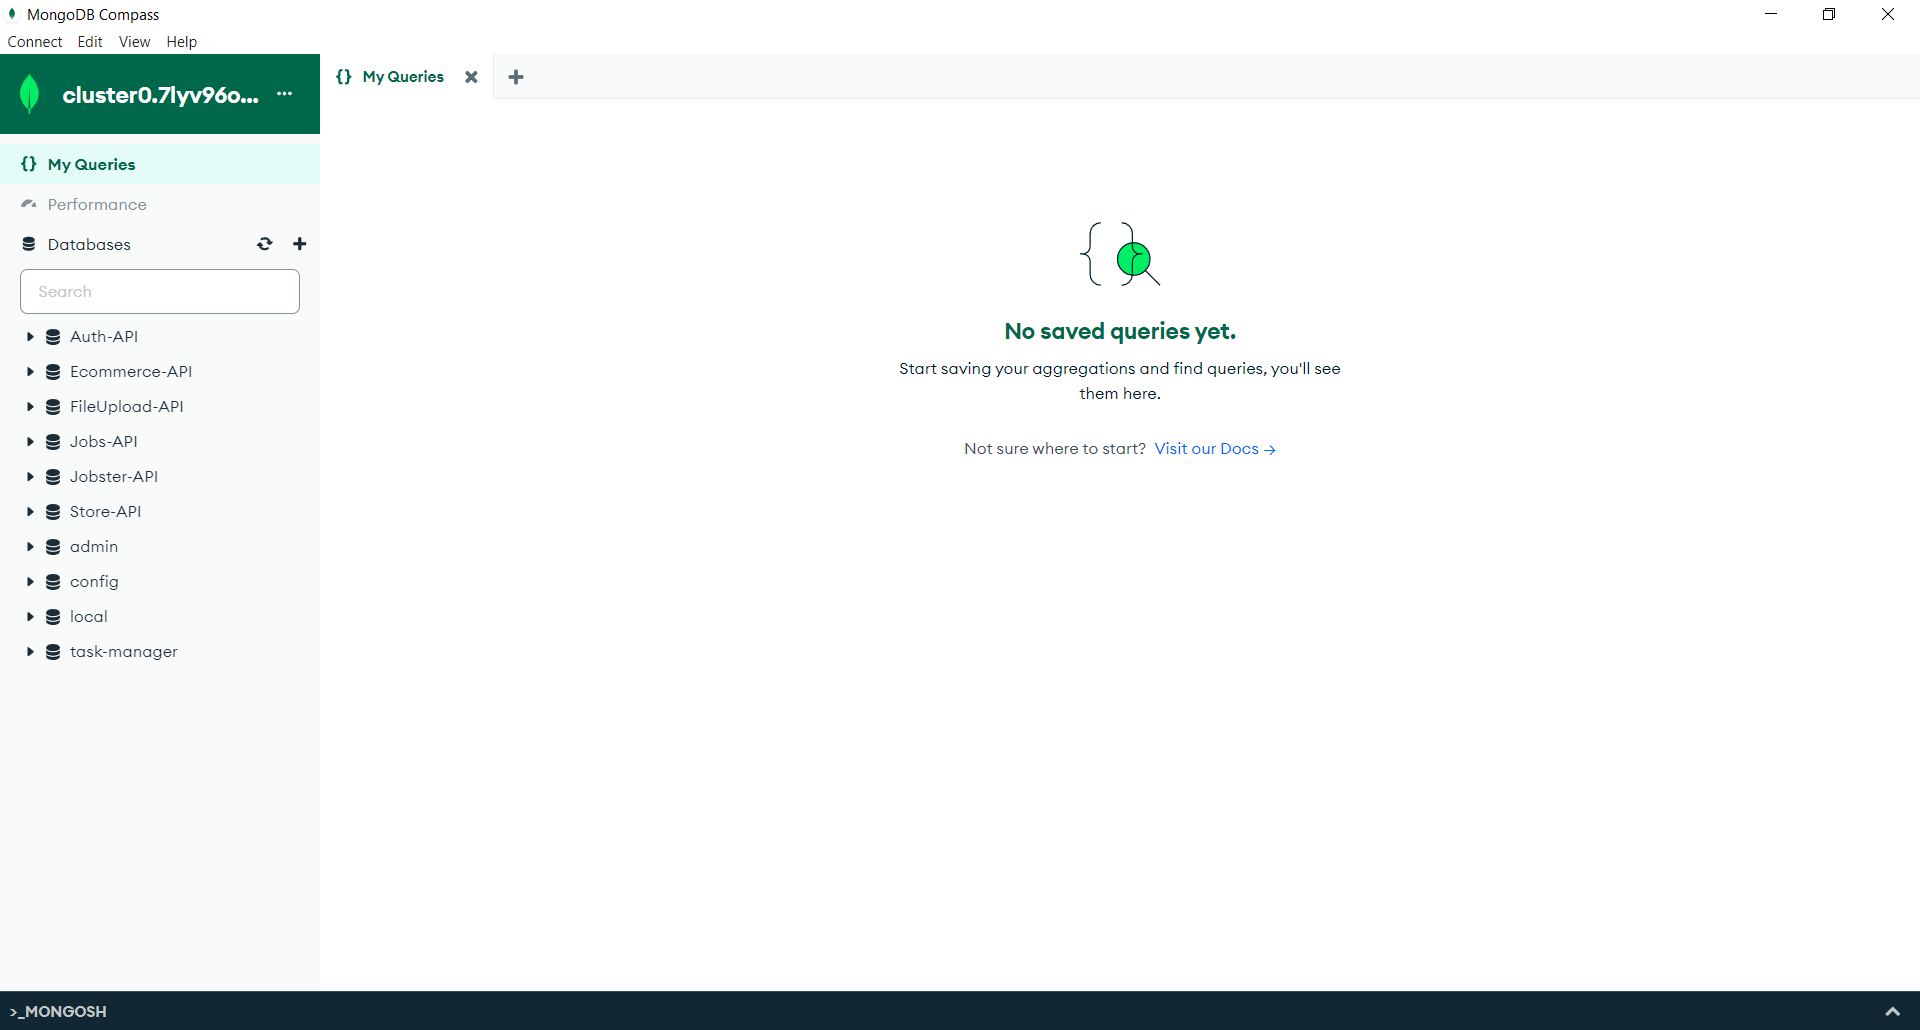 MongoDB Compass
Connect Edit View Help
cluster0.7lyv96o... ...
{} My Queries
+
{} My Queries
Performance
Databases
Search
Auth-API
Ecommerce-API
FileUpload-API
Jobs-API
Jobster-API
Store-API
admin
config
local
task-manager
No saved queries yet.
Start saving your aggregations and find queries, you'll see
them here.
Not sure where to start? Visit our Docs →
>_MONGOSH